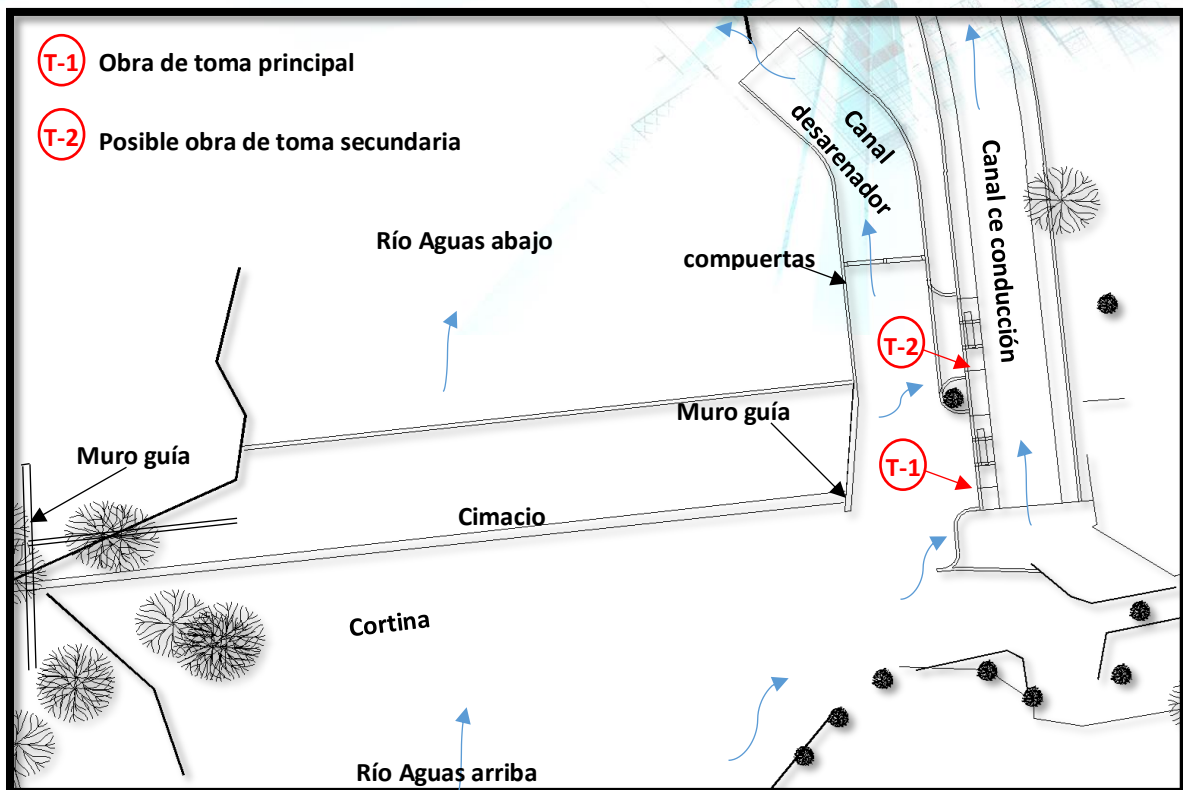 T-1 Obra de toma principal
T-2 Posible obra de toma secundaria
Canal
desarenador
Canal ce conducción
Río Aguas abajo
compuertas
T-2
Muro guía
Muro guía
T-1
Cimacio
Cortina
Río Aguas arriba